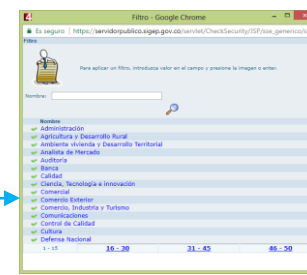 Filtro - Google Chrome
Es seguro | https://servidorpublico.sigep.gov.co/servlet/CheckSecurity/JSP/sse_generico/s
Filtro
Para aplicar un filtro, introduzca valor en el campo y presione la imagen o enter.
Nombre:
Nombre
Administración
Agricultura y Desarrollo Rural
Ambiente vivienda y Desarrollo Territorial
Analista de Mercado
Auditoria
Banca
Calidad
Ciencia, Tecnología e innovación
Comercial
Comercio Exterior
Comercio, Industria y Turismo
Comunicaciones
Control de Calidad
Cultura
Defensa Nacional
1 - 15 16 - 30 31 - 45 46 - 50